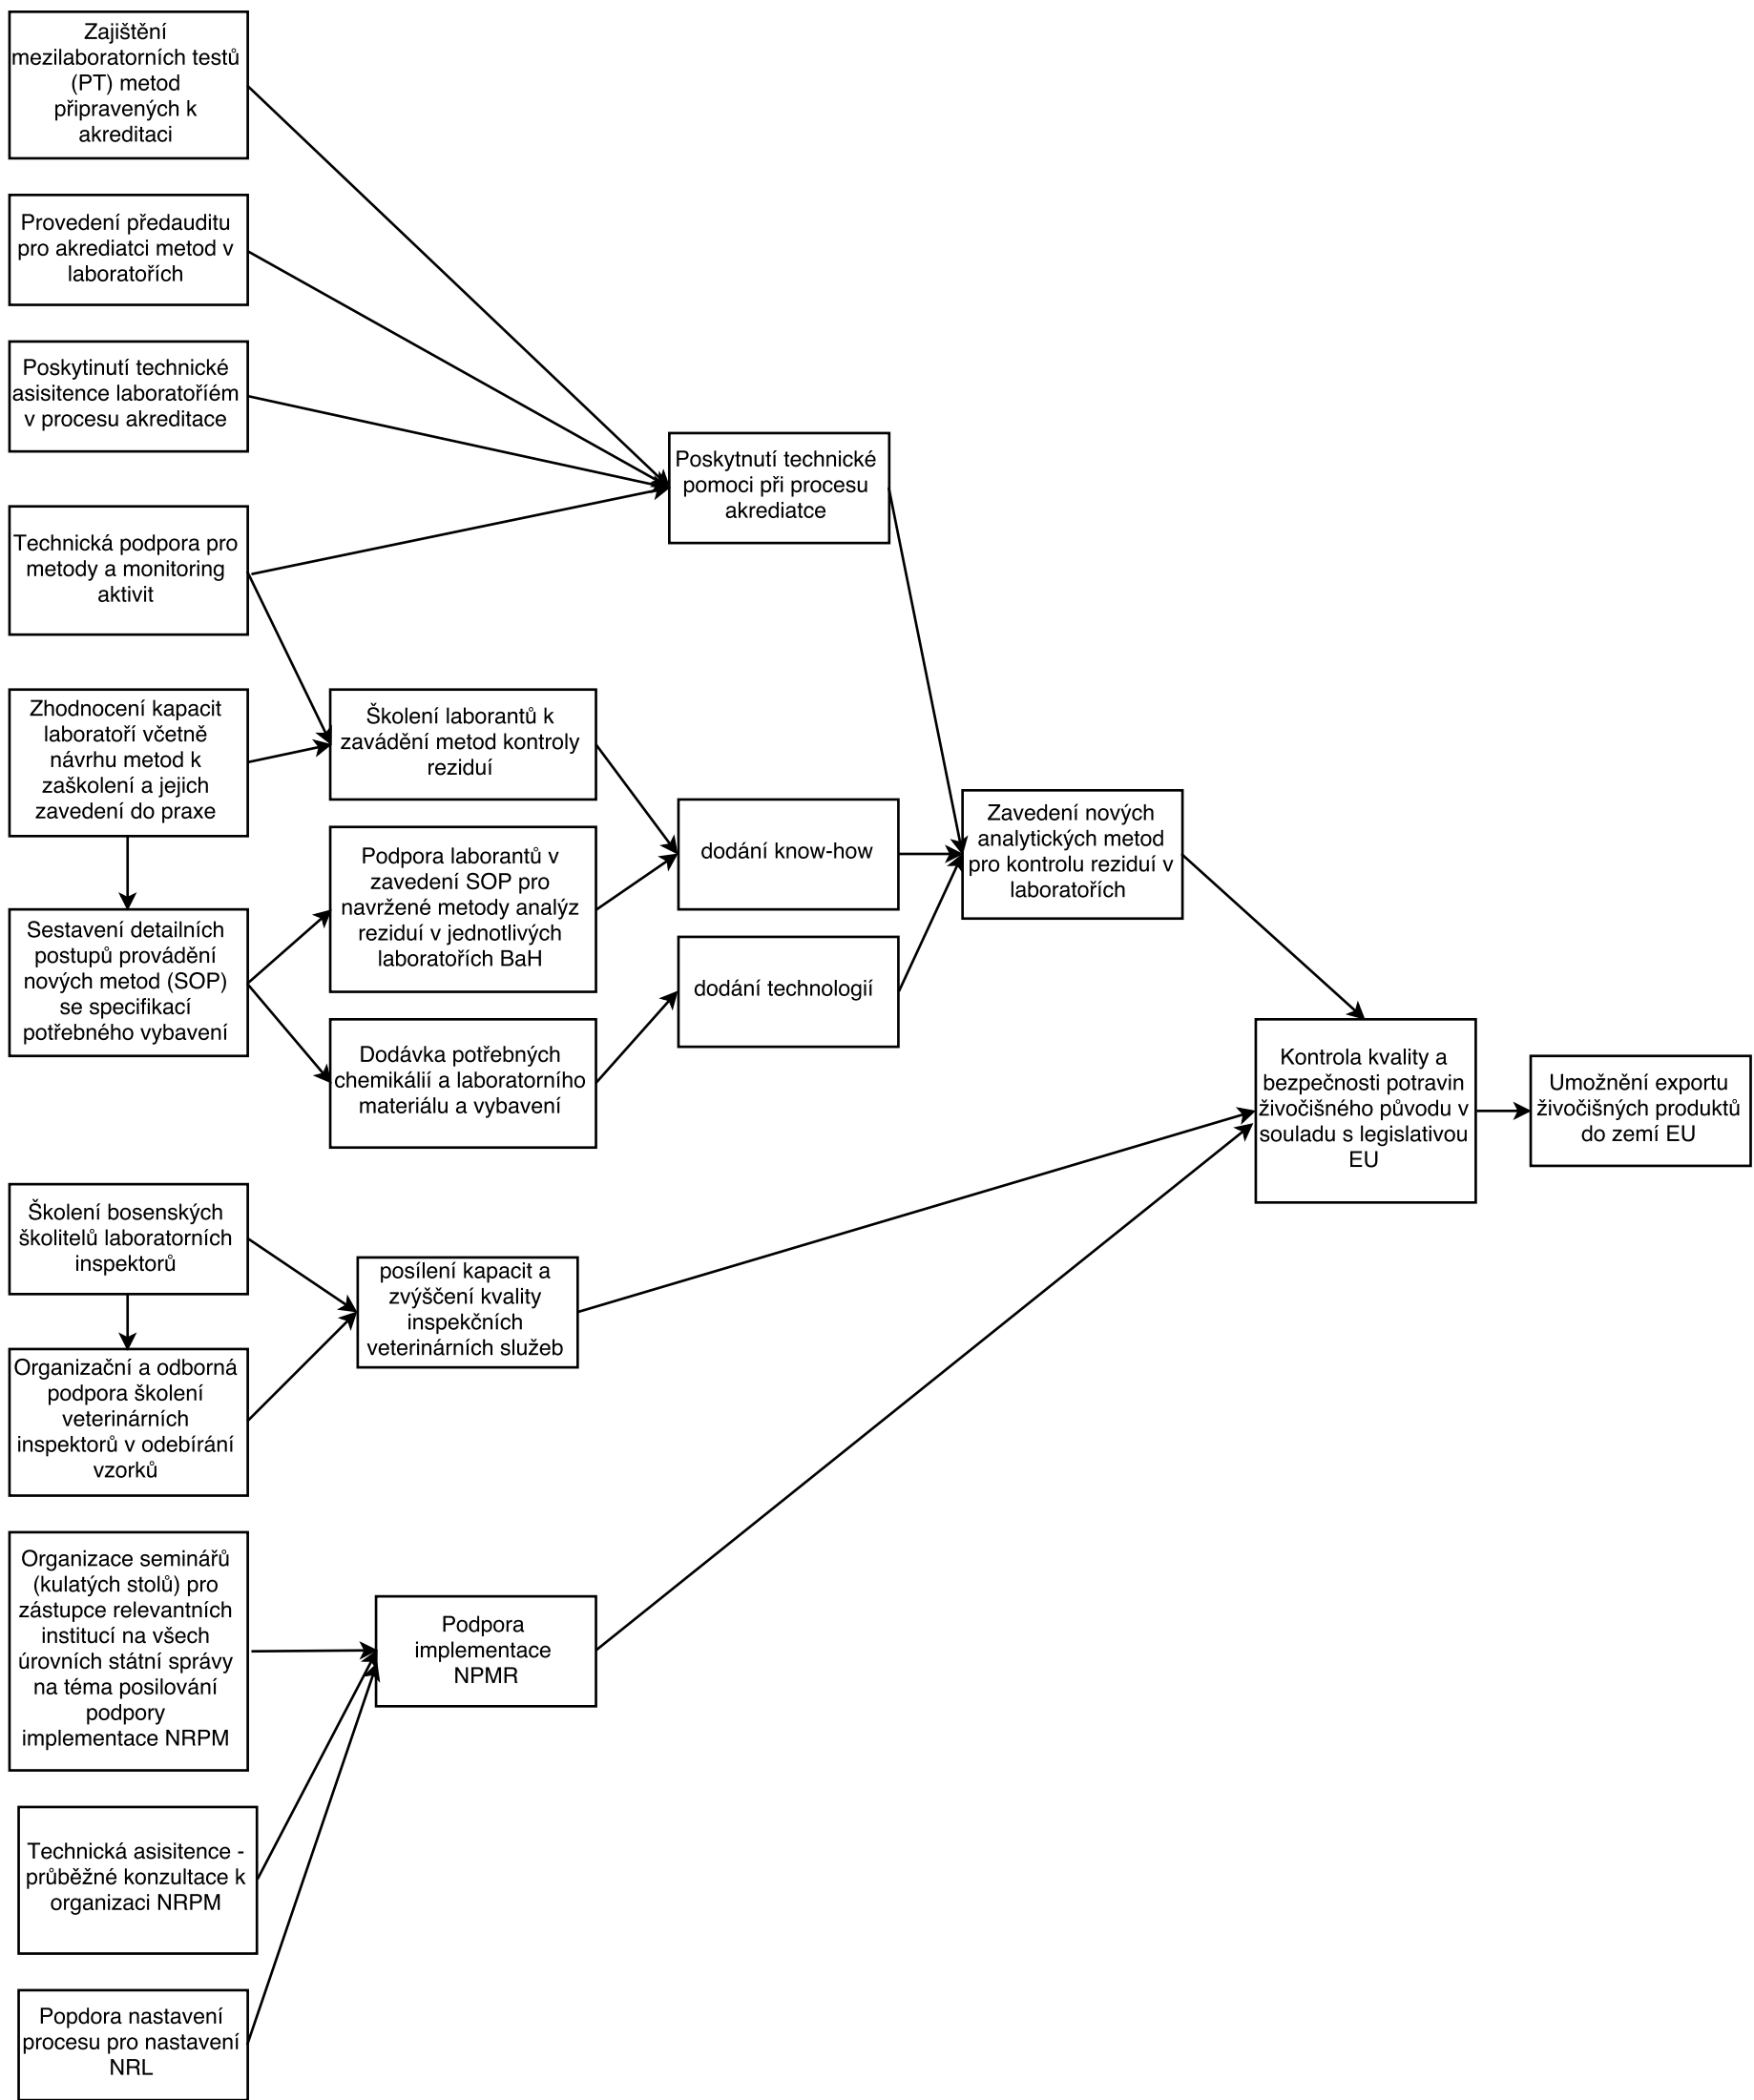 Zajištění
mezilaboratorních testů
(PT) metod
připravených k
akreditaci
Provedení předauditu
pro akrediatci metod v
laboratořích
Poskytinutí technické
asisitence laboratořiém
v procesu akreditace
Poskytnutí technické
pomoci při procesu
akrediatce
Technická podpora pro
metody a monitoring
aktivit
Zhodnocení kapacit
laboratoří včetně
návrhu metod k
zaškolení a jejich
zavedení do praxe
Školení laborantů k
zavádění metod kontroly
reziduí
Podpora laborantů v
zavedení SOP pro
navržené metody analýz
reziduí v jednotlivých
laboratořích BaH
dodání know-how
Zavedení nových
analytických metod
pro kontrolu reziduí v
laboratořích
Sestavení detailních
postupů provádění
nových metod (SOP)
se specifikací
potřebného vybavení
dodání technologií
Dodávka potřebných
chemikálií a laboratorního
materiálu a vybavení
Kontrola kvality a
bezpečnosti potravin
živočišného původu v
souladu s legislativou
EU
Umožnění exportu
živočišných produktů
do zemí EU
Školení bosenských
školitelů laboratorních
inspektorů
posílení kapacit a
zvýščení kvality
inspekčních
veterinárních služeb
Organizační a odborná
podpora školení
veterinárních
inspektorů v odebírání
vzorků
Organizace seminářů
(kulatých stolů) pro
zástupce relevantních
institucí na všech
úrovních státní správy
na téma posilování
podpory
implementace NRPM
Podpora
implementace
NPMR
Technická asisitence -
průběžné konzultace k
organizaci NRPM
Popdora nastavení
procesu pro nastavení
NRL